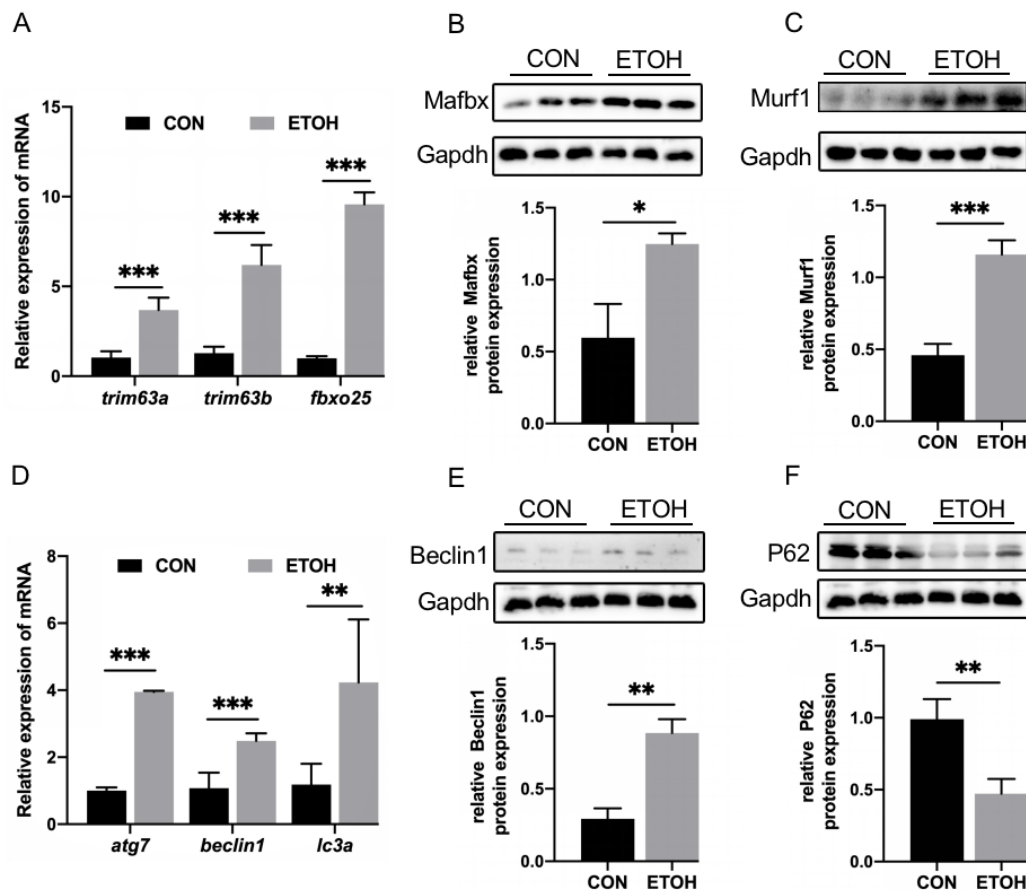 A
CON
ETOH
Relative expression of mRNA
15
10
5
0
***
***
***
trim63a
trim63b
fbxo25
B
CON
ETOH
Mafbx
Gapdh
relative Mafbx
protein expression
1.5
1.0
0.5
0.0
*
CON
ETOH
C
CON
ETOH
Murf1
Gapdh
relative Murf1
protein expression
1.5
1.0
0.5
0.0
***
CON
ETOH
D
CON
ETOH
Relative expression of mRNA
8
6
4
2
0
***
***
**
atg7
beclin1
lc3a
E
CON
ETOH
Beclin1
Gapdh
relative Beclin1
protein expression
1.5
1.0
0.5
0.0
**
CON
ETOH
F
CON
ETOH
P62
Gapdh
relative P62
protein expression
1.5
1.0
0.5
0.0
**
CON
ETOH